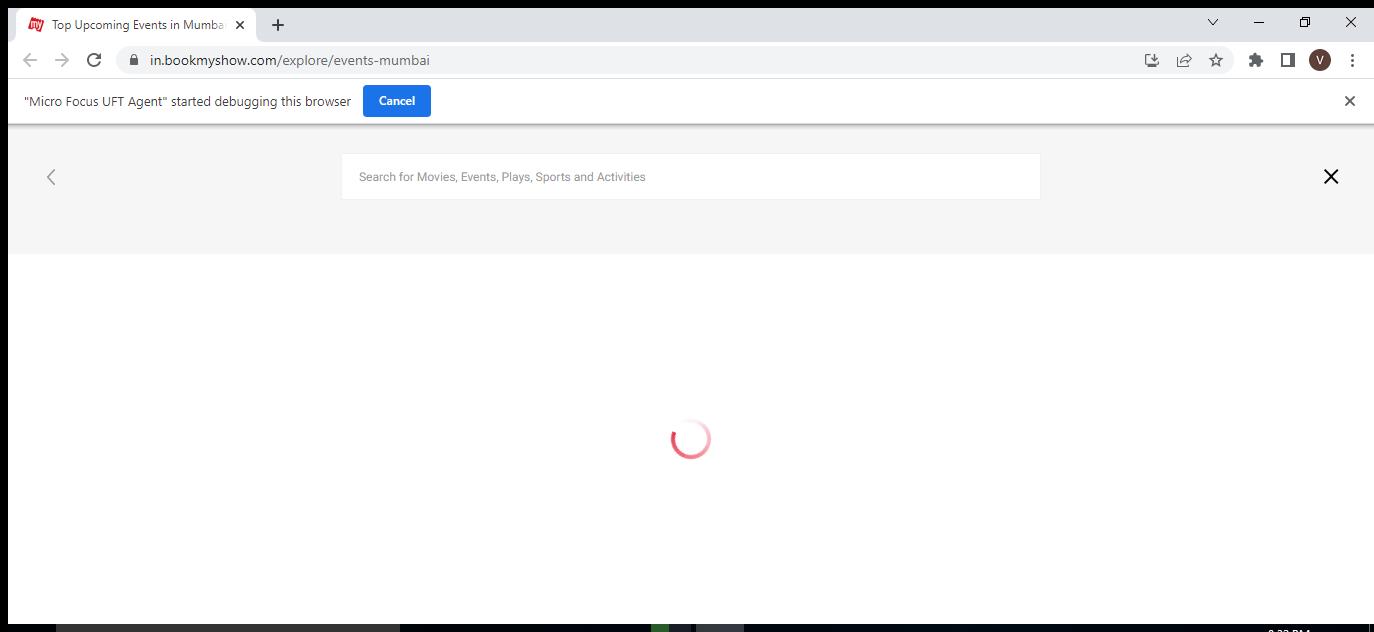 my Top Upcoming Events in Mumba
in.bookmyshow.com/explore/events-mumbai
V
"Micro Focus UFT Agent" started debugging this browser
Cancel
Search for Movies, Events, Plays, Sports and Activities